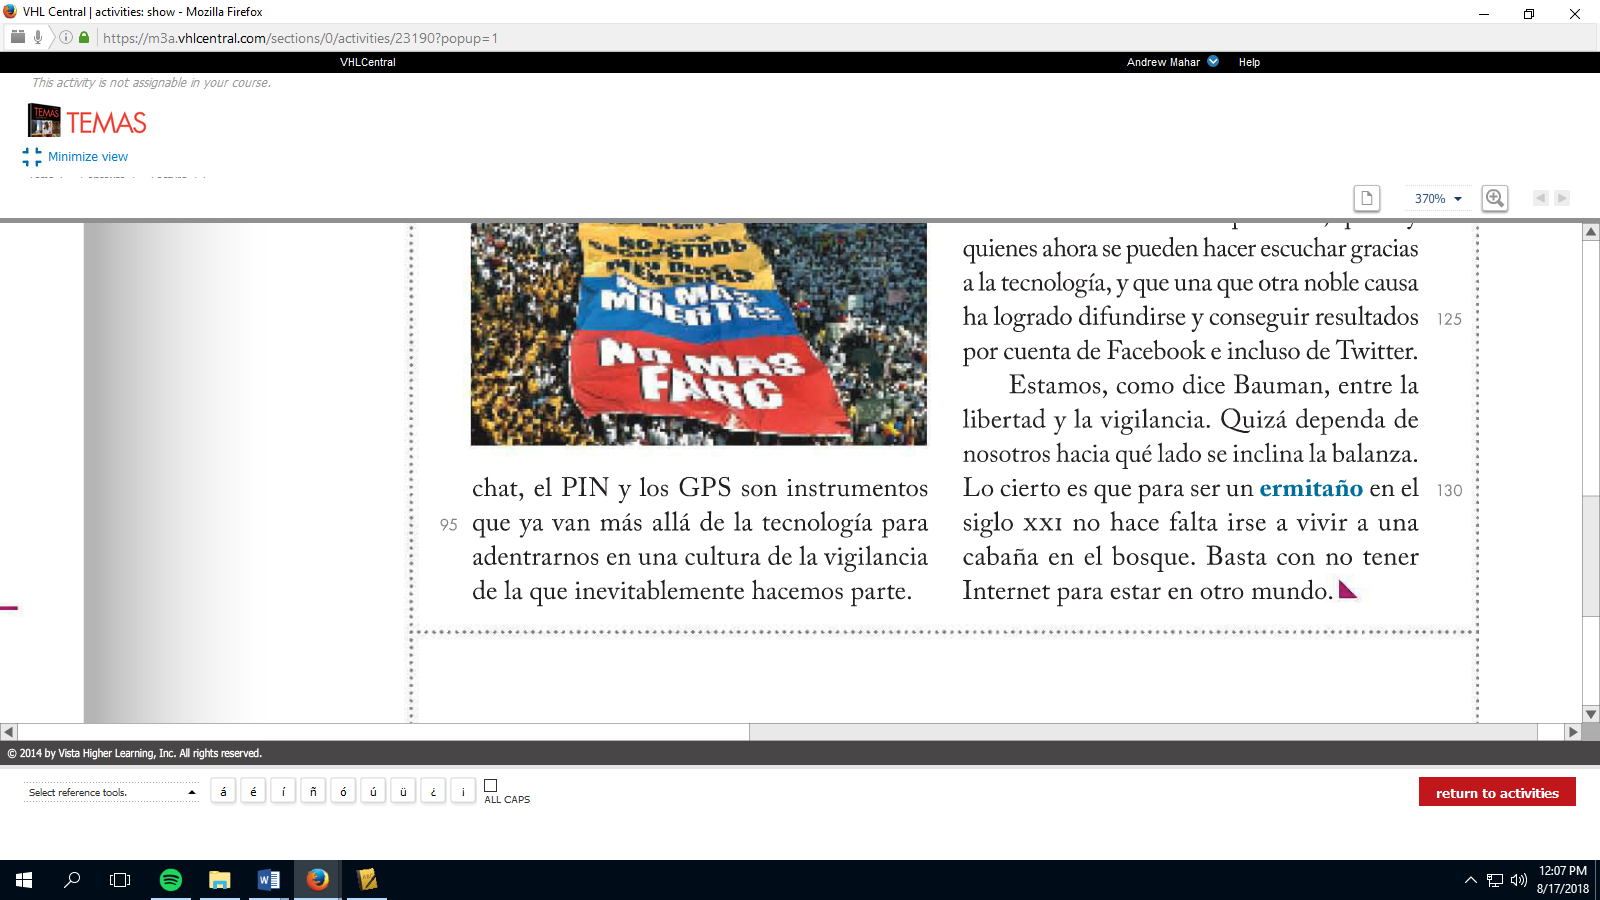 VHL Central | activities: show - Mozilla Firefox
https://m3a.vhlcentral.com/sections/0/activities/23190?popup=1
VHLCentral
Andrew Mahar
Help
This activity is not assignable in your course.
TEMAS
TEMAS
Minimize view
370%
NO MAS
MUERTES
NO MAS
FARC
chat, el PIN y los GPS son instrumentos
95 que ya van más allá de la tecnología para
adentrarnos en una cultura de la vigilancia
de la que inevitablemente hacemos parte.
quienes ahora se pueden hacer escuchar gracias
a la tecnología, y que una que otra noble causa
ha logrado difundirse y conseguir resultados 125
por cuenta de Facebook e incluso de Twitter.
Estamos, como dice Bauman, entre la
libertad y la vigilancia. Quizá dependa de
nosotros hacia qué lado se inclina la balanza.
Lo cierto es que para ser un ermitaño en el 130
siglo XXI no hace falta irse a vivir a una
cabaña en el bosque. Basta con no tener
Internet para estar en otro mundo.
© 2014 by Vista Higher Learning, Inc. All rights reserved.
Select reference tools.
á é í ñ ó ú ü ¿ ¡
ALL CAPS
return to activities
12:07 PM
8/17/2018